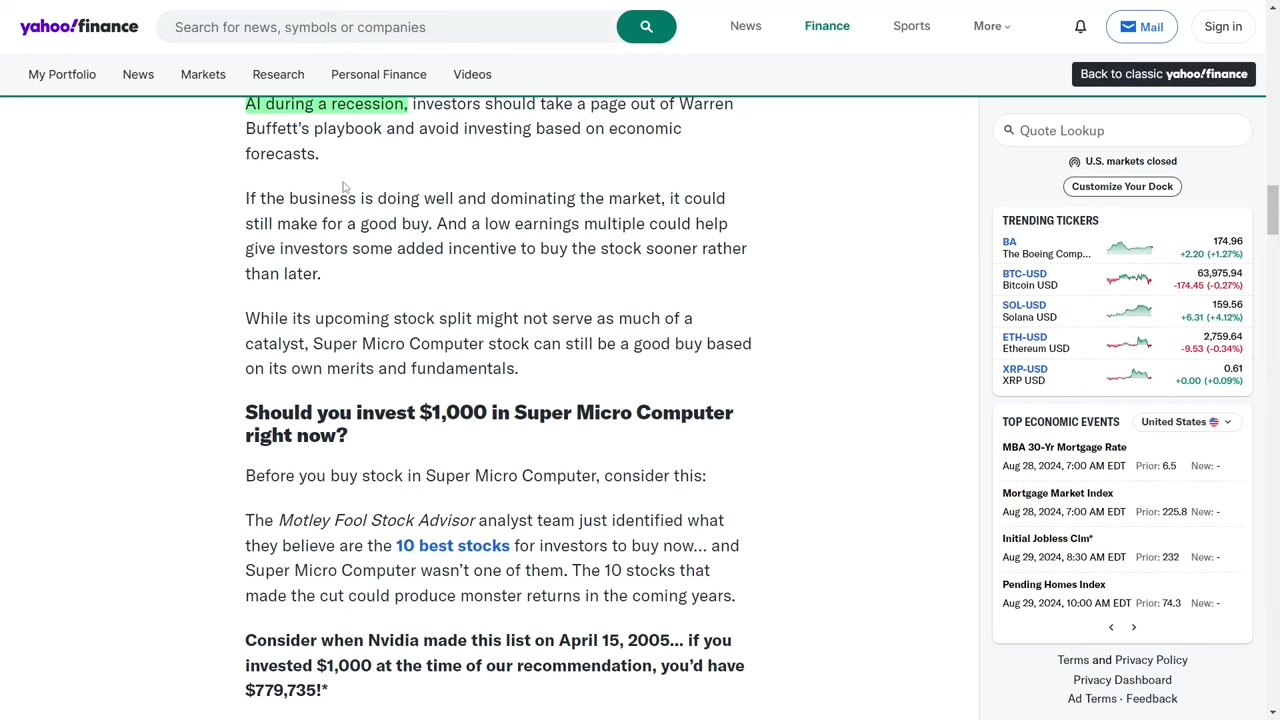 yahoo!finance
Search for news, symbols or companies
News
Finance
Sports
More
Mail
Sign in
My Portfolio
News
Markets
Research
Personal Finance
Videos
Back to classic yahoo!finance
AI during a recession, investors should take a page out of Warren
Buffett's playbook and avoid investing based on economic
forecasts.
If the business is doing well and dominating the market, it could
still make for a good buy. And a low earnings multiple could help
give investors some added incentive to buy the stock sooner rather
than later.
While its upcoming stock split might not serve as much of a
catalyst, Super Micro Computer stock can still be a good buy based
on its own merits and fundamentals.
Should you invest $1,000 in Super Micro Computer
right now?
Before you buy stock in Super Micro Computer, consider this:
The Motley Fool Stock Advisor analyst team just identified what
they believe are the 10 best stocks for investors to buy now… and
Super Micro Computer wasn’t one of them. The 10 stocks that
made the cut could produce monster returns in the coming years.
Consider when Nvidia made this list on April 15, 2005... if you
invested $1,000 at the time of our recommendation, you’d have
$779,735!*
Quote Lookup
U.S. markets closed
Customize Your Dock
TRENDING TICKERS
BA 174.96
The Boeing Comp... +2.20 (+1.27%)
BTC-USD 63,975.94
Bitcoin USD -174.45 (-0.27%)
SOL-USD 159.56
Solana USD +6.31 (+4.12%)
ETH-USD 2,759.64
Ethereum USD -9.53 (-0.34%)
XRP-USD 0.61
XRP USD +0.00 (+0.09%)
TOP ECONOMIC EVENTS United States
MBA 30-Yr Mortgage Rate
Aug 28, 2024, 7:00 AM EDT Prior: 6.5 New: -
Mortgage Market Index
Aug 28, 2024, 7:00 AM EDT Prior: 225.8 New: -
Initial Jobless Clm*
Aug 29, 2024, 8:30 AM EDT Prior: 232 New: -
Pending Homes Index
Aug 29, 2024, 10:00 AM EDT Prior: 74.3 New: -
Terms and Privacy Policy
Privacy Dashboard
Ad Terms · Feedback